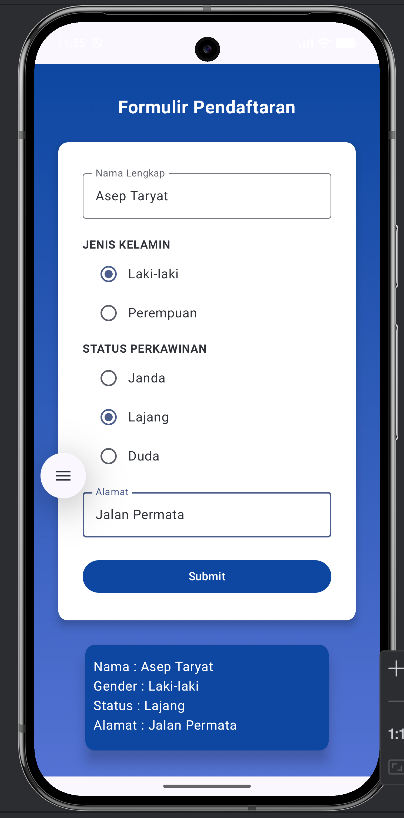 Formulir Pendaftaran
Nama Lengkap
Asep Taryat
JENIS KELAMIN
Laki-laki
Perempuan
STATUS PERKAWINAN
Janda
Lajang
Duda
Alamat
Jalan Permata
Submit
Nama : Asep Taryat
Gender : Laki-laki
Status : Lajang
Alamat : Jalan Permata
1:1